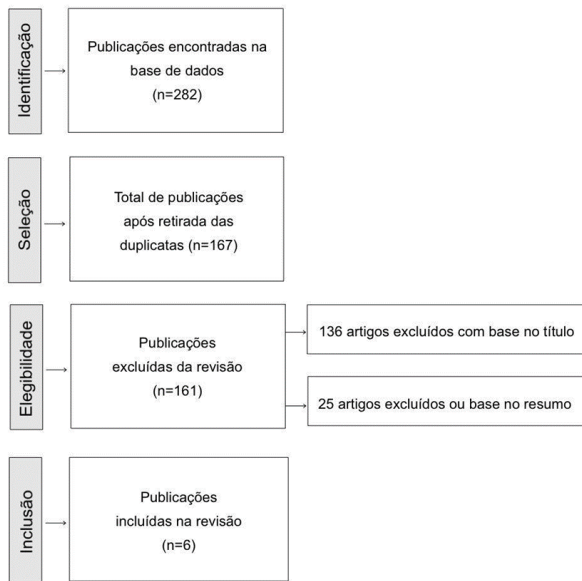 Identificação
Publicações encontradas na
base de dados
(n=282)
Seleção
Total de publicações
após retirada das
duplicatas (n=167)
Elegibilidade
Publicações
excluídas da revisão
(n=161)
136 artigos excluídos com base no título
25 artigos excluídos ou base no resumo
Inclusão
Publicações
incluídas na revisão
(n=6)